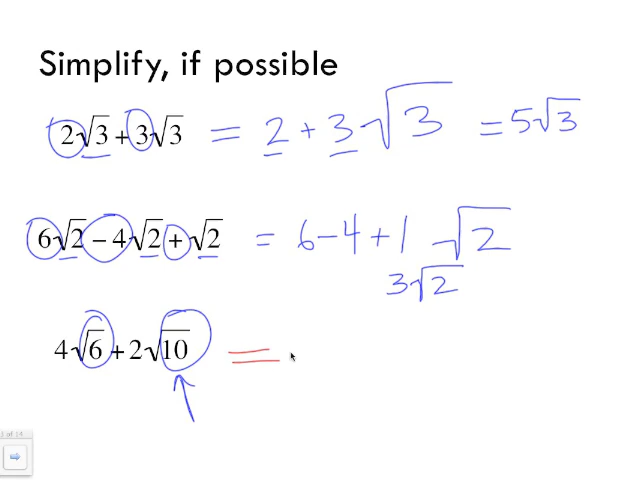 Simplify, if possible
2√3 + 3√3 = 2 + 3√3 = 5√3
6√2 − 4√2 + √2 = 6 − 4 + 1 √2
3√2
4√6 + 2√10 =